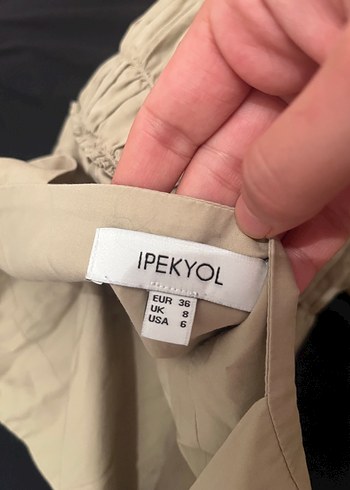 IPEKYOL
EUR 36
UK 8
USA 6